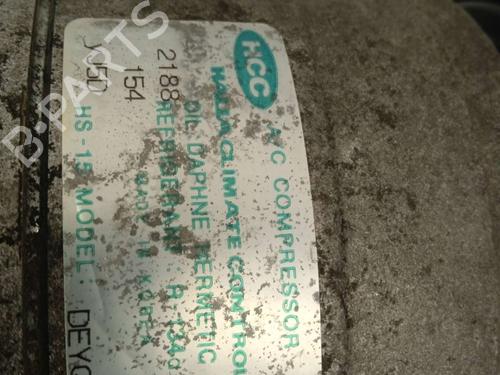 HCC A/C COMPRESSOR
HALLA CLIMATE CONTROL
OIL DAPHNE HERMETIC
REFRIGERANT R-134a
MADE IN KOREA
HS-15 MODEL:
2188
154
J15D
B-PARTS